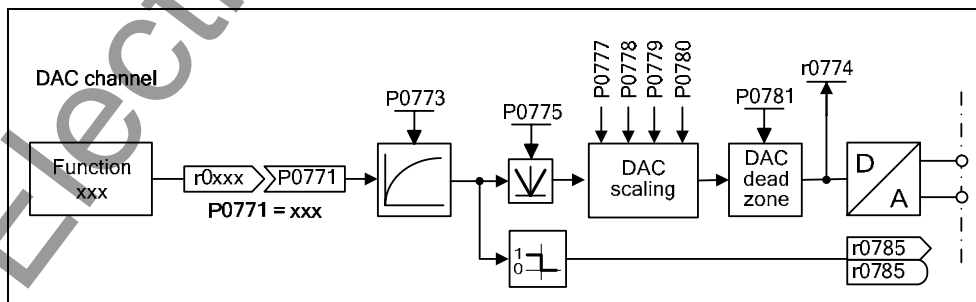 Electri
DAC channel
Function
xxx
r0xxx
P0771
P0771 = xxx
P0773
P0775
P0777
P0778
P0779
P0780
DAC
scaling
P0781
DAC
dead
zone
r0774
D
A
1
0
r0785
r0785